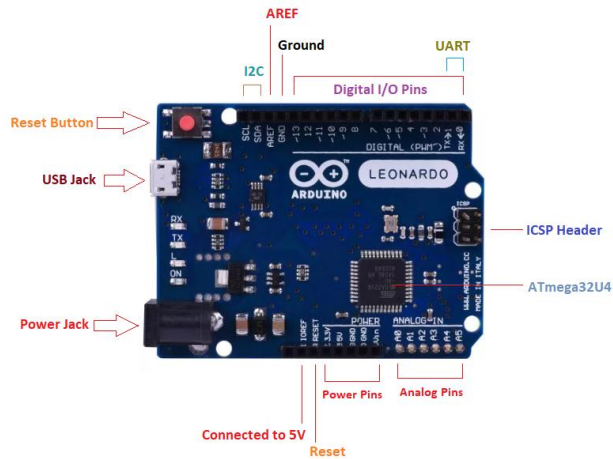 AREF
Ground
UART
I2C
Digital I/O Pins
Reset Button
SCL
SDA
AREF
GND
~13
12
~11
~10
~9
8
7
~6
~5
4
~3
2
TX→1
RX←0
DIGITAL (PWM~)
USB Jack
ARDUINO
TM
LEONARDO
ICSP
RX
TX
L
ON
ICSP Header
ATmega32U4
WWW.ARDUINO.CC
MADE IN ITALY
Power Jack
POWER
ANALOG IN
IOREF
RESET
3.3V
5V
GND
GND
Vin
A0
A1
A2
A3
A4
A5
Power Pins
Analog Pins
Connected to 5V
Reset